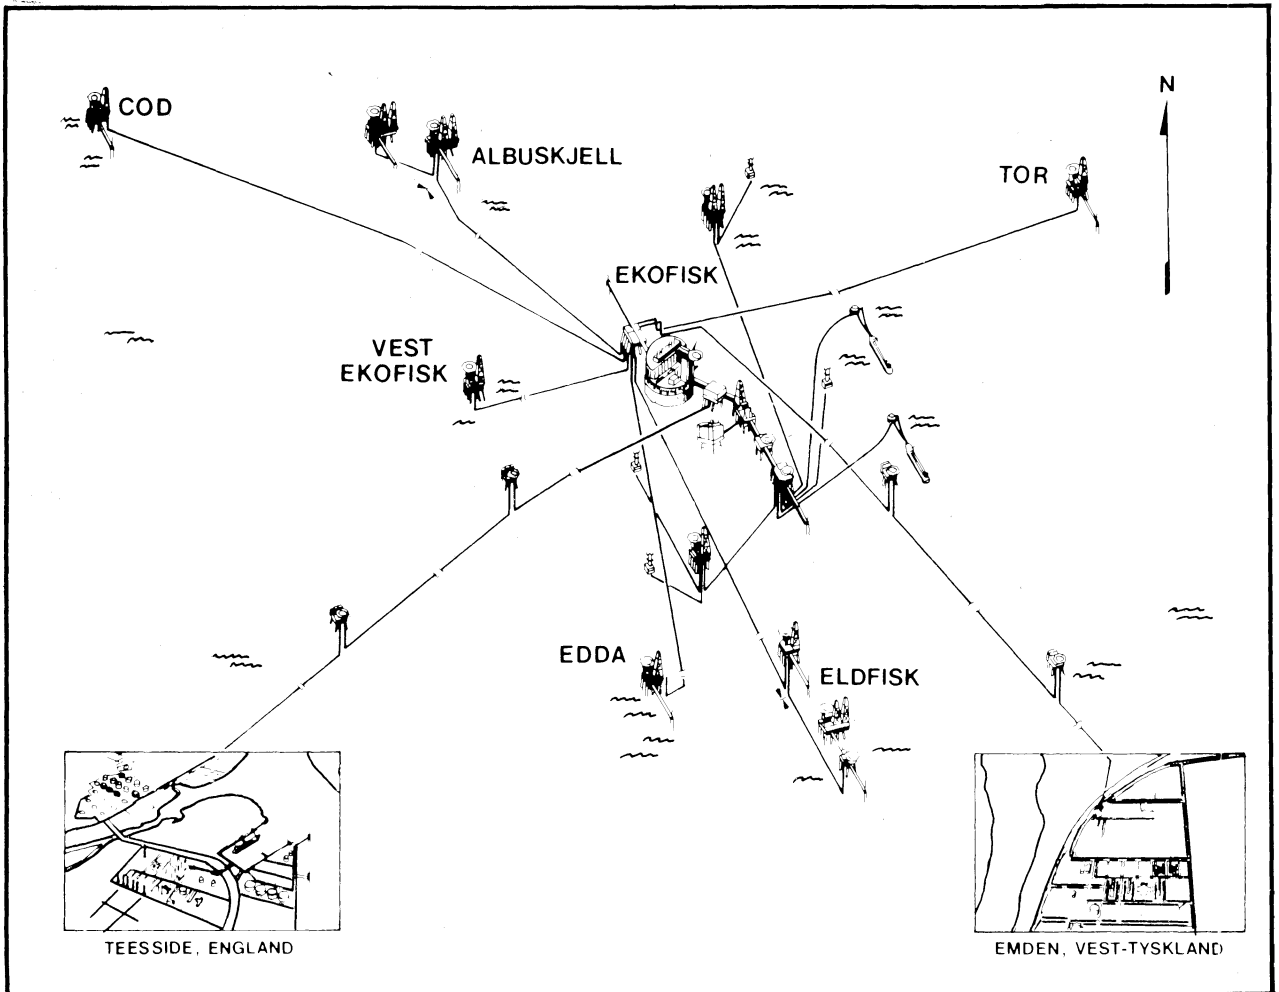 COD
ALBUSKJELL
N
TOR
EKOFISK
VEST
EKOFISK
EDDA
ELDFISK
TEESSIDE, ENGLAND
EMDEN, VEST-TYSKLAND